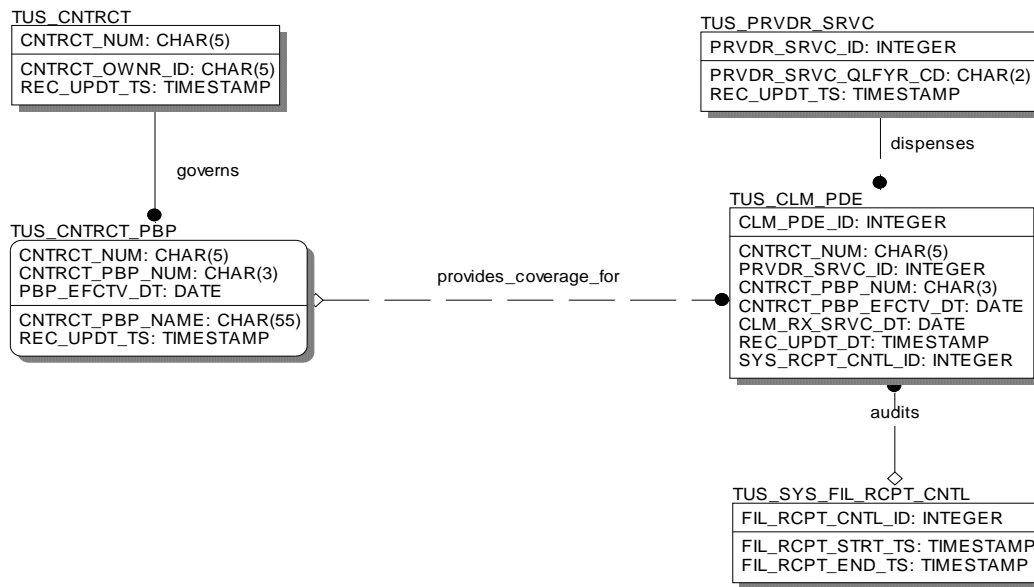 TUS_CNTRCT
CNTRCT_NUM: CHAR(5)
CNTRCT_OWNR_ID: CHAR(5)
REC_UPDT_TS: TIMESTAMP
governs
TUS_CNTRCT_PBP
CNTRCT_NUM: CHAR(5)
CNTRCT_PBP_NUM: CHAR(3)
PBP_EFCTV_DT: DATE
CNTRCT_PBP_NAME: CHAR(55)
REC_UPDT_TS: TIMESTAMP
provides_coverage_for
TUS_PRVDR_SRVC
PRVDR_SRVC_ID: INTEGER
PRVDR_SRVC_QLFYR_CD: CHAR(2)
REC_UPDT_TS: TIMESTAMP
dispenses
TUS_CLM_PDE
CLM_PDE_ID: INTEGER
CNTRCT_NUM: CHAR(5)
PRVDR_SRVC_ID: INTEGER
CNTRCT_PBP_NUM: CHAR(3)
CNTRCT_PBP_EFCTV_DT: DATE
CLM_RX_SRVC_DT: DATE
REC_UPDT_DT: TIMESTAMP
SYS_RCPT_CNTL_ID: INTEGER
audits
TUS_SYS_FIL_RCPT_CNTL
FIL_RCPT_CNTL_ID: INTEGER
FIL_RCPT_STRT_TS: TIMESTAMP
FIL_RCPT_END_TS: TIMESTAMP